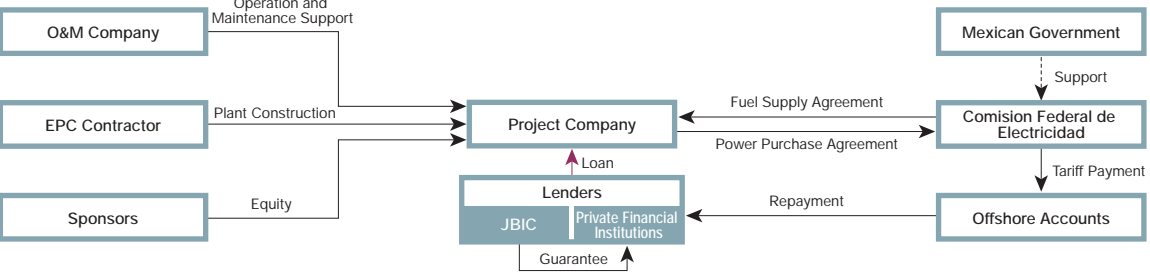 Operation and
Maintenance Support
O&M Company
Mexican Government
Support
Plant Construction
EPC Contractor
Project Company
Fuel Supply Agreement
Power Purchase Agreement
Comision Federal de
Electricidad
Loan
Tariff Payment
Lenders
Equity
Sponsors
JBIC
Private Financial
Institutions
Repayment
Offshore Accounts
Guarantee